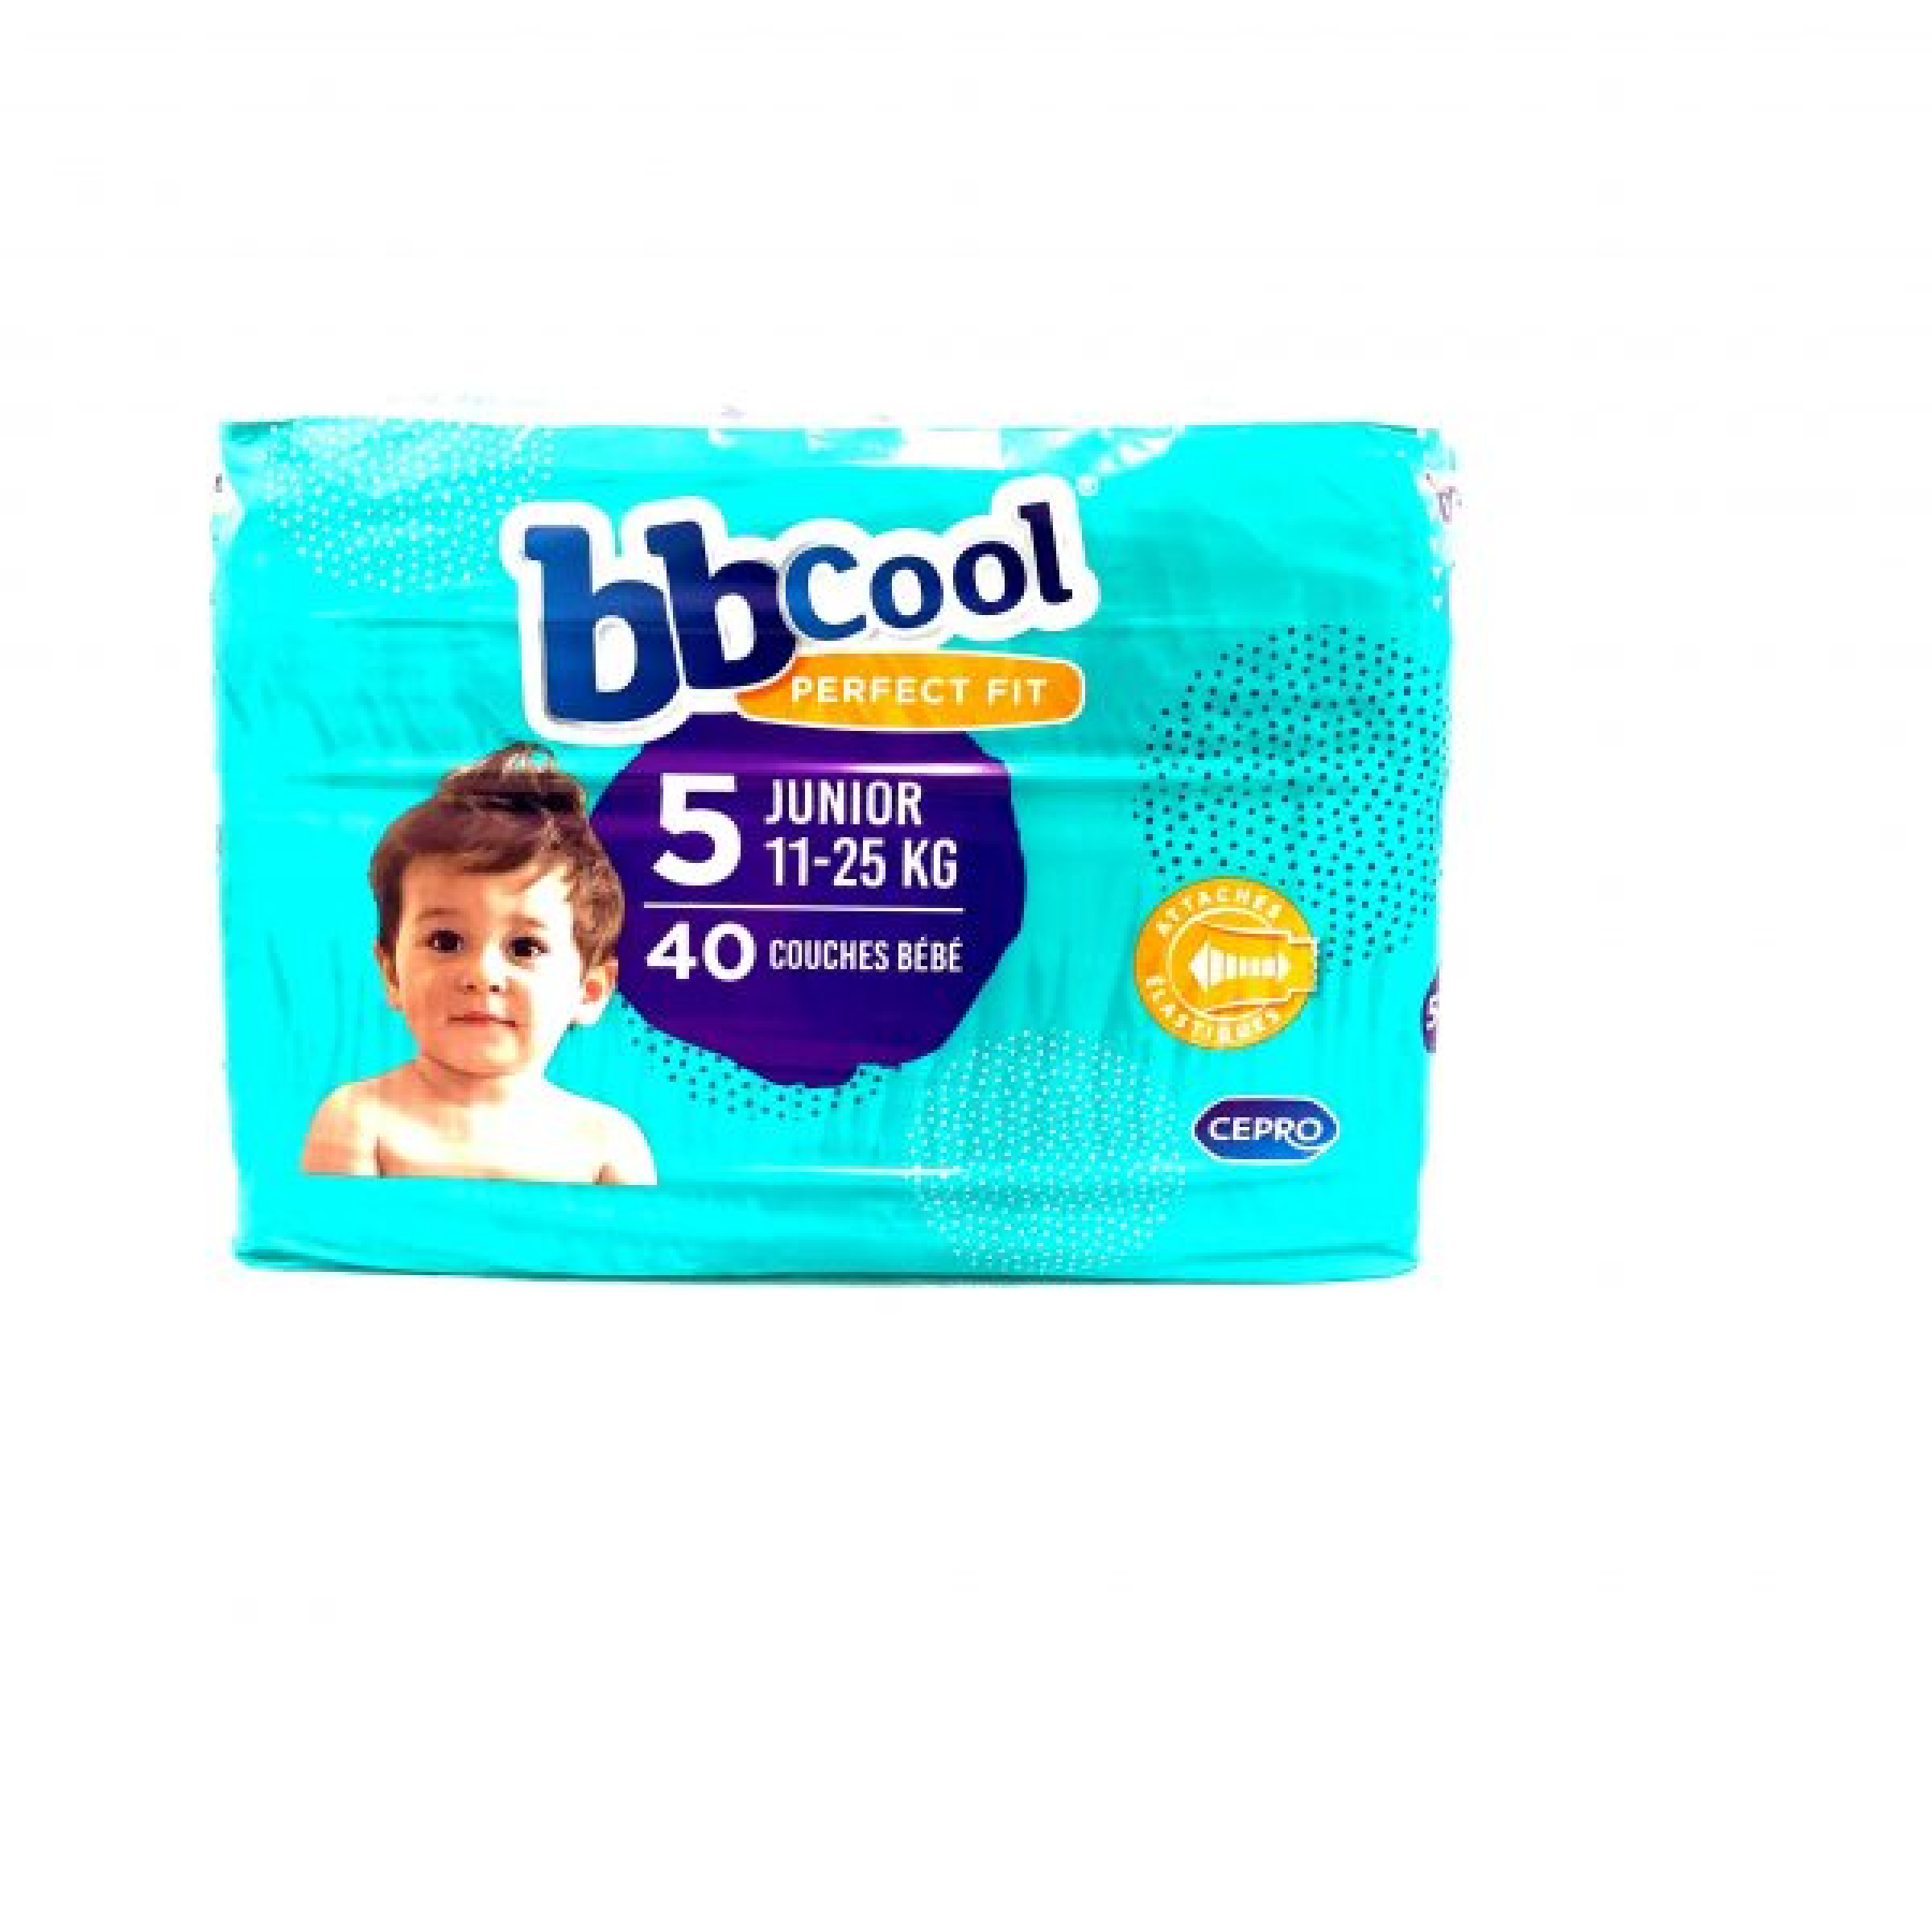 bbcool®
PERFECT FIT
5 JUNIOR
11-25 KG
40 COUCHES BÉBÉ
ATTACHES
ÉLASTIQUES
CEPRO